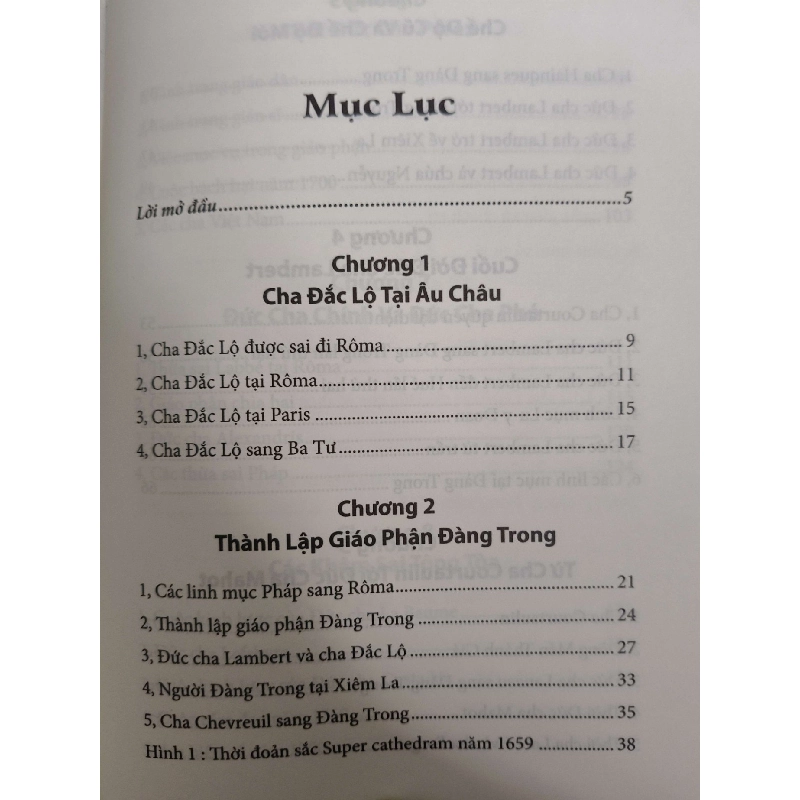 Mục Lục
Lời mở đầu.....5
Chương 1
Cha Đắc Lộ Tại Âu Châu
1, Cha Đắc Lộ được sai đi Rôma.....9
2, Cha Đắc Lộ tại Rôma.....11
3, Cha Đắc Lộ tại Paris.....15
4, Cha Đắc Lộ sang Ba Tư.....17
Chương 2
Thành Lập Giáo Phận Đàng Trong
1, Các linh mục Pháp sang Rôma.....21
2, Thành lập giáo phận Đàng Trong.....24
3, Đức cha Lambert và cha Đắc Lộ.....27
4, Người Đàng Trong tại Xiêm La.....33
5, Cha Chevreuil sang Đàng Trong.....35
Hình 1 : Thời đoản sắc Super cathedram năm 1659.....38